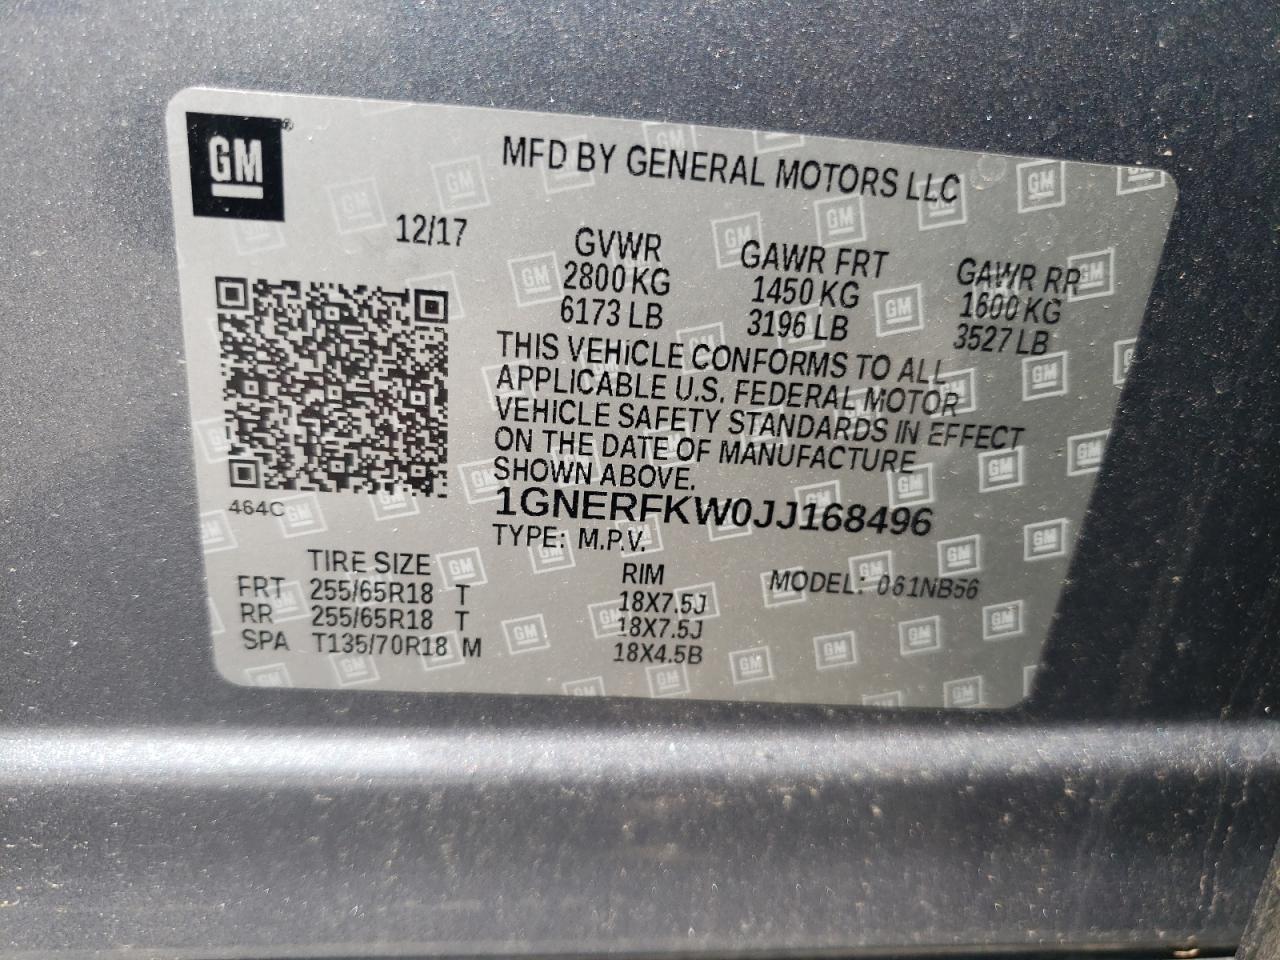 GM®
MFD BY GENERAL MOTORS LLC
12/17
GVWR GAWR FRT GAWR RR
2800 KG 1450 KG 1600 KG
6173 LB 3196 LB 3527 LB
THIS VEHICLE CONFORMS TO ALL
APPLICABLE U.S. FEDERAL MOTOR
VEHICLE SAFETY STANDARDS IN EFFECT
ON THE DATE OF MANUFACTURE
SHOWN ABOVE.
464C
1GNERFKW0JJ168496
TYPE: M.P.V.
TIRE SIZE RIM MODEL: 061NB56
FRT 255/65R18 T 18X7.5J
RR 255/65R18 T 18X7.5J
SPA T135/70R18 M 18X4.5B